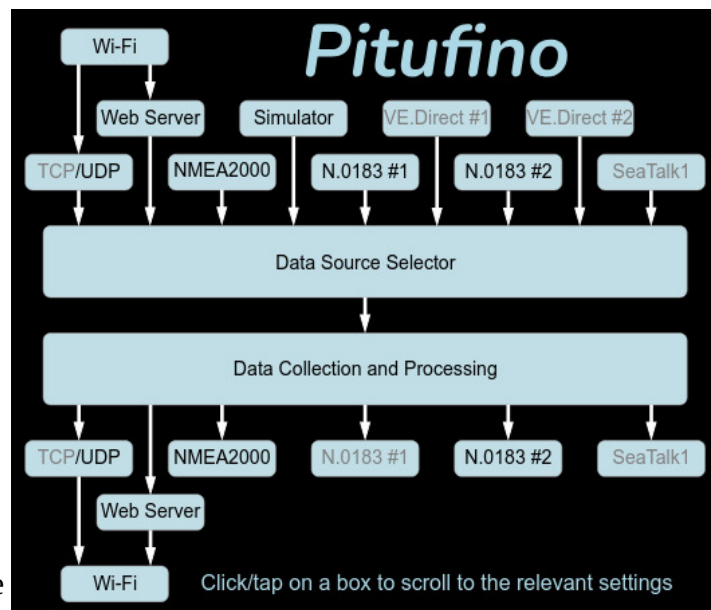 Pitufino
Wi-Fi
Web Server
Simulator
VE.Direct #1
VE.Direct #2
TCP/UDP
NMEA2000
N.0183 #1
N.0183 #2
SeaTalk1
Data Source Selector
Data Collection and Processing
TCP/UDP
NMEA2000
N.0183 #1
N.0183 #2
SeaTalk1
Web Server
e
Wi-Fi
Click/tap on a box to scroll to the relevant settings